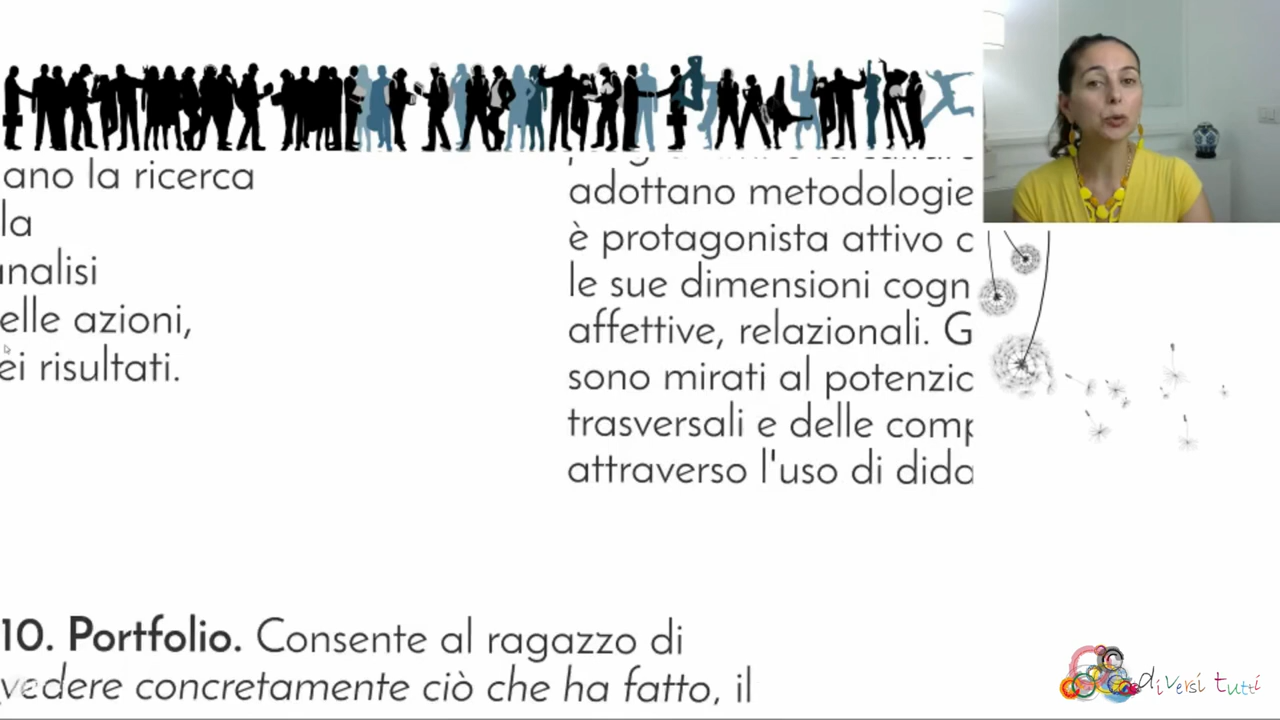 ano la ricerca
la
analisi
elle azioni,
ei risultati.
adottano metodologie
è protagonista attivo c
le sue dimensioni cogn
affettive, relazionali. G
sono mirati al potenzi
trasversali e delle comp
attraverso l'uso di dida
10. Portfolio. Consente al ragazzo di
vedere concretamente ciò che ha fatto, il
diversi tutti